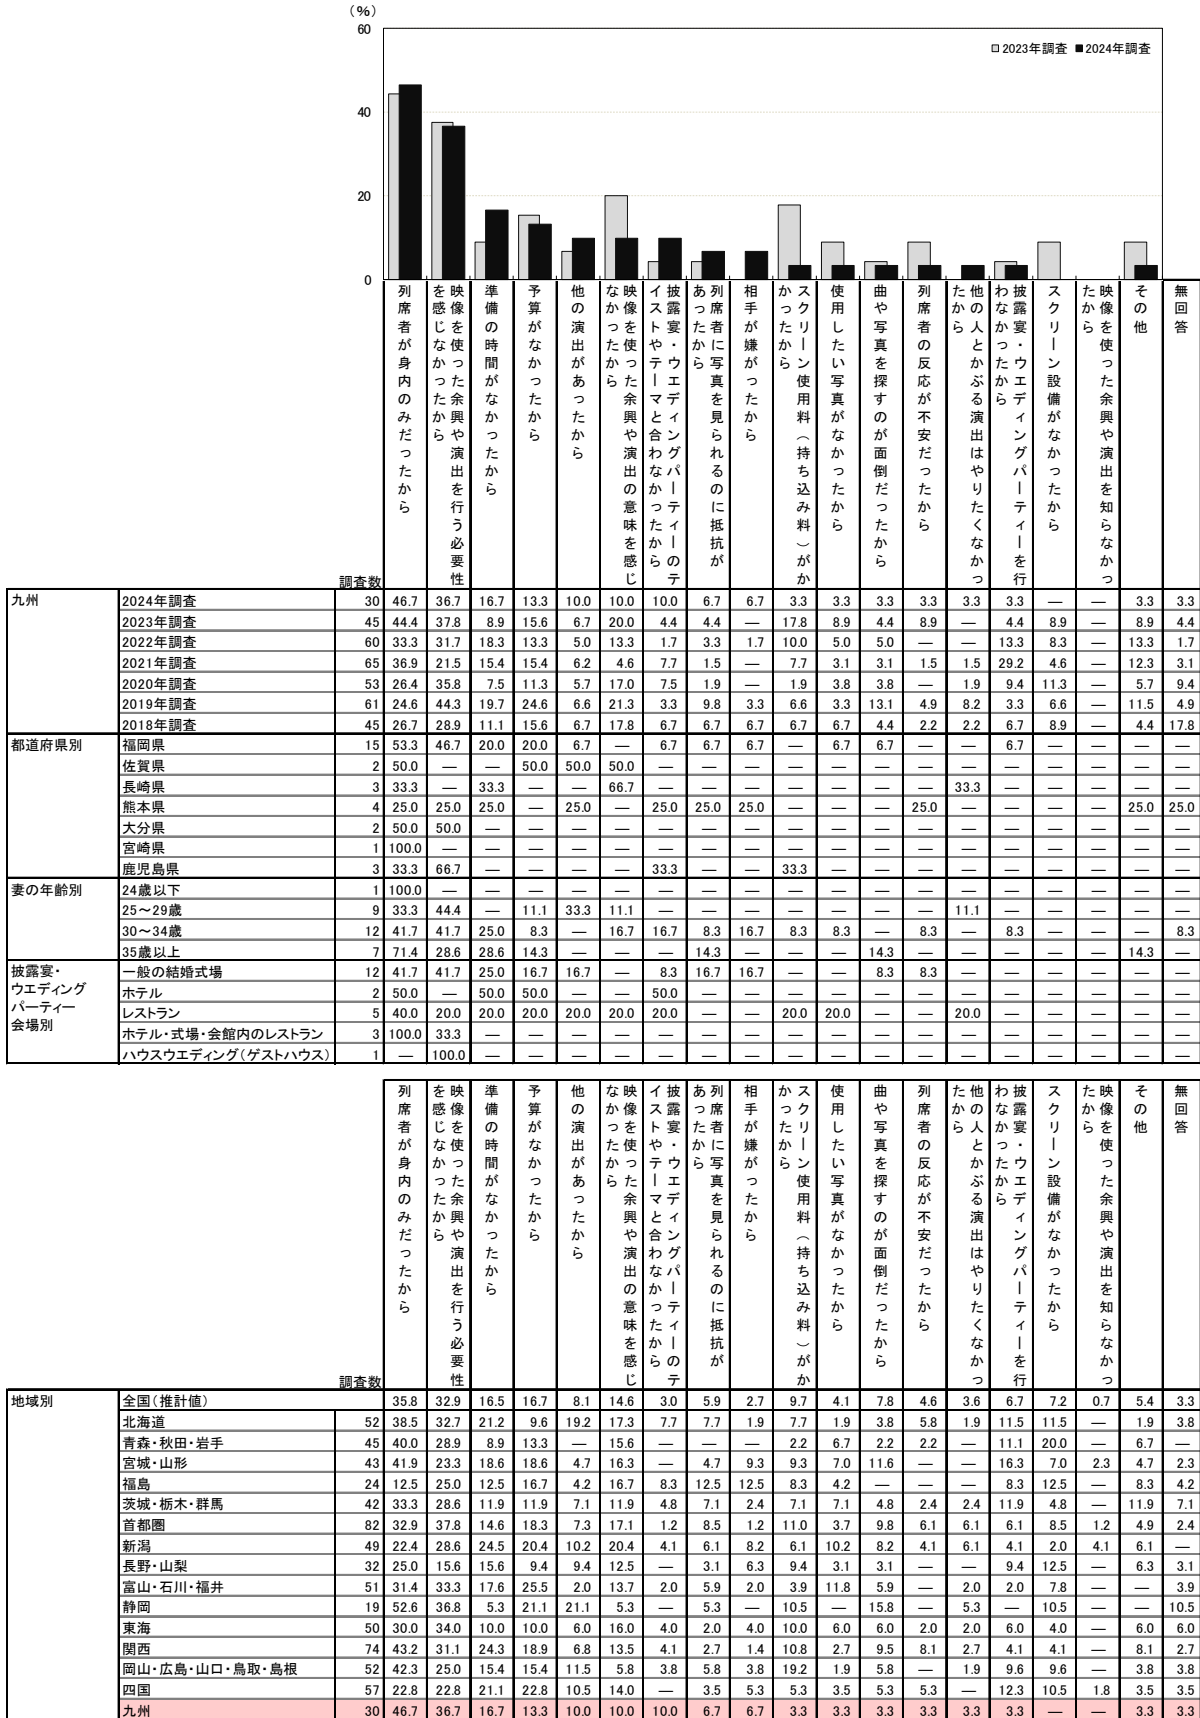 (%)
60
40
20
0
□2023年調査 ■2024年調査
列席者が身内のみだったから
映像を使った余興や演出を行う必要性を感じなかったから
準備の時間がなかったから
予算がなかったから
他の演出があったから
映像を使った余興や演出の意味を感じなかったから
披露宴・ウエディングパーティーのテイストやテーマと合わなかったから
列席者に写真を見られるのに抵抗があったから
相手が嫌がったから
スクリーン使用料(持ち込み料)がかかったから
使用したい写真がなかったから
曲や写真を探すのが面倒だったから
列席者の反応が不安だったから
他の人とかぶる演出はやりたくなかったから
披露宴・ウエディングパーティーを行わなかったから
スクリーン設備がなかったから
映像を使った余興や演出を知らなかったから
その他
無回答
調査数
九州 2024年調査 30 46.7 36.7 16.7 13.3 10.0 10.0 10.0 6.7 6.7 3.3 3.3 3.3 3.3 3.3 3.3 — — 3.3 3.3
2023年調査 45 44.4 37.8 8.9 15.6 6.7 20.0 4.4 4.4 — 17.8 8.9 4.4 8.9 — 4.4 8.9 — 8.9 4.4
2022年調査 60 33.3 31.7 18.3 13.3 5.0 13.3 1.7 3.3 1.7 10.0 5.0 5.0 — — 13.3 8.3 — 13.3 1.7
2021年調査 65 36.9 21.5 15.4 15.4 6.2 4.6 7.7 1.5 — 7.7 3.1 3.1 1.5 1.5 29.2 4.6 — 12.3 3.1
2020年調査 53 26.4 35.8 7.5 11.3 5.7 17.0 7.5 1.9 — 1.9 3.8 3.8 — 1.9 9.4 11.3 — 5.7 9.4
2019年調査 61 24.6 44.3 19.7 24.6 6.6 21.3 3.3 9.8 3.3 6.6 3.3 13.1 4.9 8.2 3.3 6.6 — 11.5 4.9
2018年調査 45 26.7 28.9 11.1 15.6 6.7 17.8 6.7 6.7 6.7 6.7 6.7 4.4 2.2 2.2 6.7 8.9 — 4.4 17.8
都道府県別 福岡県 15 53.3 46.7 20.0 20.0 6.7 — 6.7 6.7 6.7 — 6.7 6.7 — — 6.7 — — — —
佐賀県 2 50.0 — — 50.0 50.0 50.0 — — — — — — — — — — — — —
長崎県 3 33.3 — 33.3 — — 66.7 — — — — — — — 33.3 — — — — —
熊本県 4 25.0 25.0 25.0 — 25.0 — 25.0 25.0 25.0 — — — 25.0 — — — — 25.0 25.0
大分県 2 50.0 50.0 — — — — — — — — — — — — — — — — —
宮崎県 1 100.0 — — — — — — — — — — — — — — — — — —
鹿児島県 3 33.3 66.7 — — — — 33.3 — — 33.3 — — — — — — — — —
妻の年齢別 24歳以下 1 100.0 — — — — — — — — — — — — — — — — — —
25~29歳 9 33.3 44.4 — 11.1 33.3 11.1 — — — — — — — 11.1 — — — — —
30~34歳 12 41.7 41.7 25.0 8.3 — 16.7 16.7 8.3 16.7 8.3 8.3 — 8.3 — 8.3 — — — 8.3
35歳以上 7 71.4 28.6 28.6 14.3 — — — 14.3 — — — 14.3 — — — — — 14.3 —
披露宴・
ウエディング
パーティー
会場別
一般の結婚式場 12 41.7 41.7 25.0 16.7 16.7 — 8.3 16.7 16.7 — — 8.3 8.3 — — — — — —
ホテル 2 50.0 — 50.0 50.0 — — 50.0 — — — — — — — — — — — —
レストラン 5 40.0 20.0 20.0 20.0 20.0 20.0 20.0 — — 20.0 20.0 — — 20.0 — — — — —
ホテル・式場・会館内のレストラン 3 100.0 33.3 — — — — — — — — — — — — — — — — —
ハウスウエディング(ゲストハウス) 1 — 100.0 — — — — — — — — — — — — — — — — —
列席者が身内のみだったから
映像を使った余興や演出を行う必要性を感じなかったから
準備の時間がなかったから
予算がなかったから
他の演出があったから
映像を使った余興や演出の意味を感じなかったから
披露宴・ウエディングパーティーのテイストやテーマと合わなかったから
列席者に写真を見られるのに抵抗があったから
相手が嫌がったから
スクリーン使用料(持ち込み料)がかかったから
使用したい写真がなかったから
曲や写真を探すのが面倒だったから
列席者の反応が不安だったから
他の人とかぶる演出はやりたくなかったから
披露宴・ウエディングパーティーを行わなかったから
スクリーン設備がなかったから
映像を使った余興や演出を知らなかったから
その他
無回答
調査数
地域別 全国(推計値) 35.8 32.9 16.5 16.7 8.1 14.6 3.0 5.9 2.7 9.7 4.1 7.8 4.6 3.6 6.7 7.2 0.7 5.4 3.3
北海道 52 38.5 32.7 21.2 9.6 19.2 17.3 7.7 7.7 1.9 7.7 1.9 3.8 5.8 1.9 11.5 11.5 — 1.9 3.8
青森・秋田・岩手 45 40.0 28.9 8.9 13.3 — 15.6 — — — 2.2 6.7 2.2 2.2 — 11.1 20.0 — 6.7 —
宮城・山形 43 41.9 23.3 18.6 18.6 4.7 16.3 — 4.7 9.3 9.3 7.0 11.6 — — 16.3 7.0 2.3 4.7 2.3
福島 24 12.5 25.0 12.5 16.7 4.2 16.7 8.3 12.5 12.5 8.3 4.2 — — — 8.3 12.5 — 8.3 4.2
茨城・栃木・群馬 42 33.3 28.6 11.9 11.9 7.1 11.9 4.8 7.1 2.4 7.1 7.1 4.8 2.4 2.4 11.9 4.8 — 11.9 7.1
首都圏 82 32.9 37.8 14.6 18.3 7.3 17.1 1.2 8.5 1.2 11.0 3.7 9.8 6.1 6.1 6.1 8.5 1.2 4.9 2.4
新潟 49 22.4 28.6 24.5 20.4 10.2 20.4 4.1 6.1 8.2 6.1 10.2 8.2 4.1 6.1 4.1 2.0 4.1 6.1 —
長野・山梨 32 25.0 15.6 15.6 9.4 9.4 12.5 — 3.1 6.3 9.4 3.1 3.1 — — 9.4 12.5 — 6.3 3.1
富山・石川・福井 51 31.4 33.3 17.6 25.5 2.0 13.7 2.0 5.9 2.0 3.9 11.8 5.9 — 2.0 2.0 7.8 — — 3.9
静岡 19 52.6 36.8 5.3 21.1 21.1 5.3 — 5.3 — 10.5 — 15.8 — 5.3 — 10.5 — — 10.5
東海 50 30.0 34.0 10.0 10.0 6.0 16.0 4.0 2.0 4.0 10.0 6.0 6.0 2.0 2.0 6.0 4.0 — 6.0 6.0
関西 74 43.2 31.1 24.3 18.9 6.8 13.5 4.1 2.7 1.4 10.8 2.7 9.5 8.1 2.7 4.1 4.1 — 8.1 2.7
岡山・広島・山口・鳥取・島根 52 42.3 25.0 15.4 15.4 11.5 5.8 3.8 5.8 3.8 19.2 1.9 5.8 — 1.9 9.6 9.6 — 3.8 3.8
四国 57 22.8 22.8 21.1 22.8 10.5 14.0 — 3.5 5.3 5.3 3.5 5.3 5.3 — 12.3 10.5 1.8 3.5 3.5
九州 30 46.7 36.7 16.7 13.3 10.0 10.0 10.0 6.7 6.7 3.3 3.3 3.3 3.3 3.3 3.3 — — 3.3 3.3